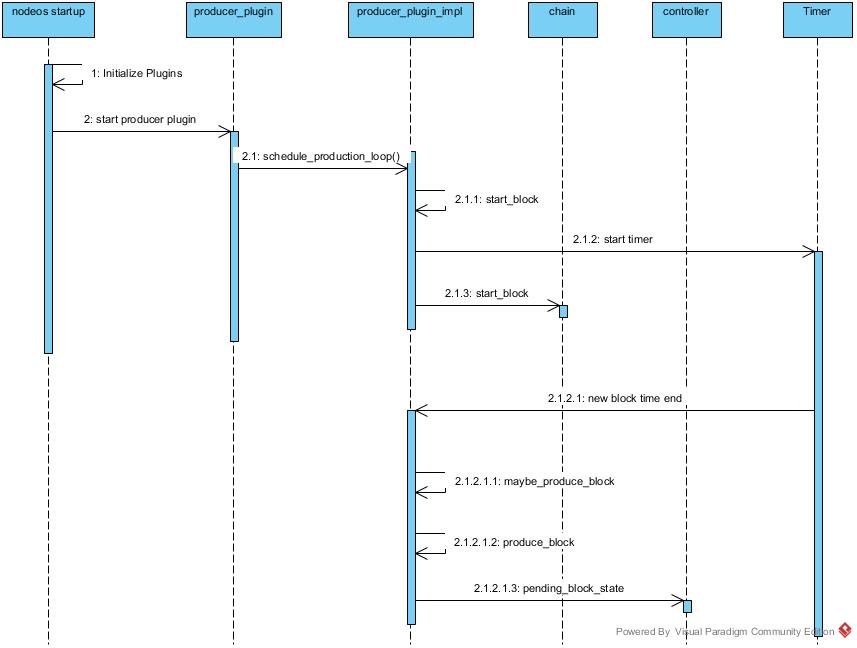 nodeos startup
producer_plugin
producer_plugin_impl
chain
controller
Timer
1: Initialize Plugins
2: start producer plugin
2.1: schedule_production_loop()
2.1.1: start_block
2.1.2: start timer
2.1.3: start_block
2.1.2.1: new block time end
2.1.2.1.1: maybe_produce_block
2.1.2.1.2: produce_block
2.1.2.1.3: pending_block_state
Powered By Visual Paradigm Community Edition